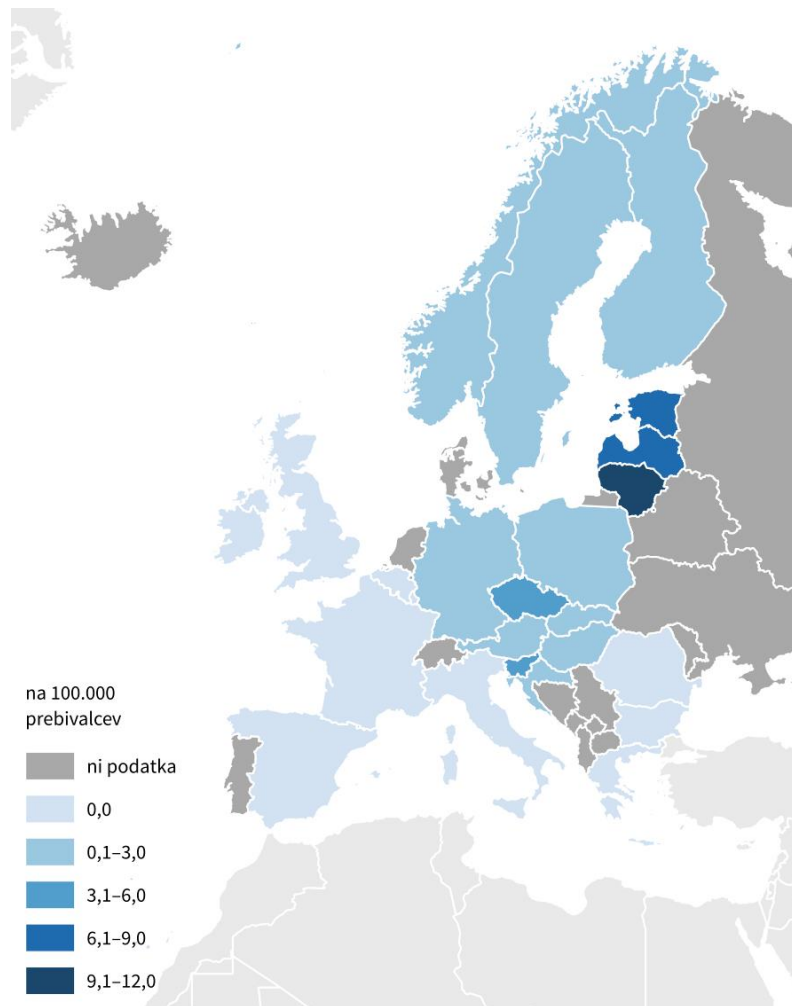 na 100.000
prebivalcev
ni podatka
0,0
0,1–3,0
3,1–6,0
6,1–9,0
9,1–12,0